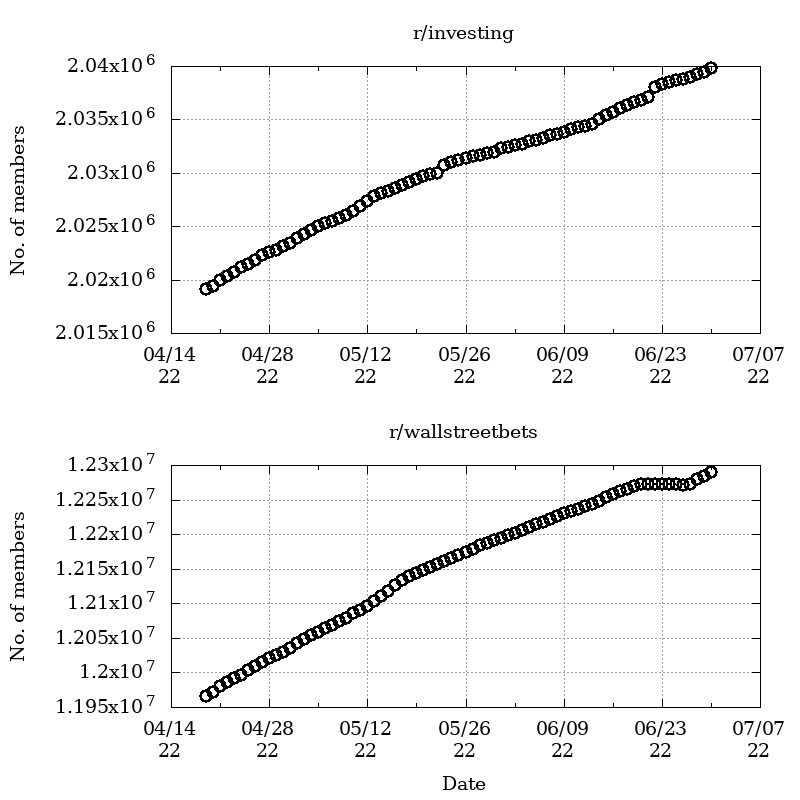 r/investing
No. of members
2.04x10^6
2.035x10^6
2.03x10^6
2.025x10^6
2.02x10^6
2.015x10^6
04/14 04/28 05/12 05/26 06/09 06/23 07/07
22 22 22 22 22 22 22
r/wallstreetbets
No. of members
1.23x10^7
1.225x10^7
1.22x10^7
1.215x10^7
1.21x10^7
1.205x10^7
1.2x10^7
1.195x10^7
04/14 04/28 05/12 05/26 06/09 06/23 07/07
22 22 22 22 22 22 22
Date